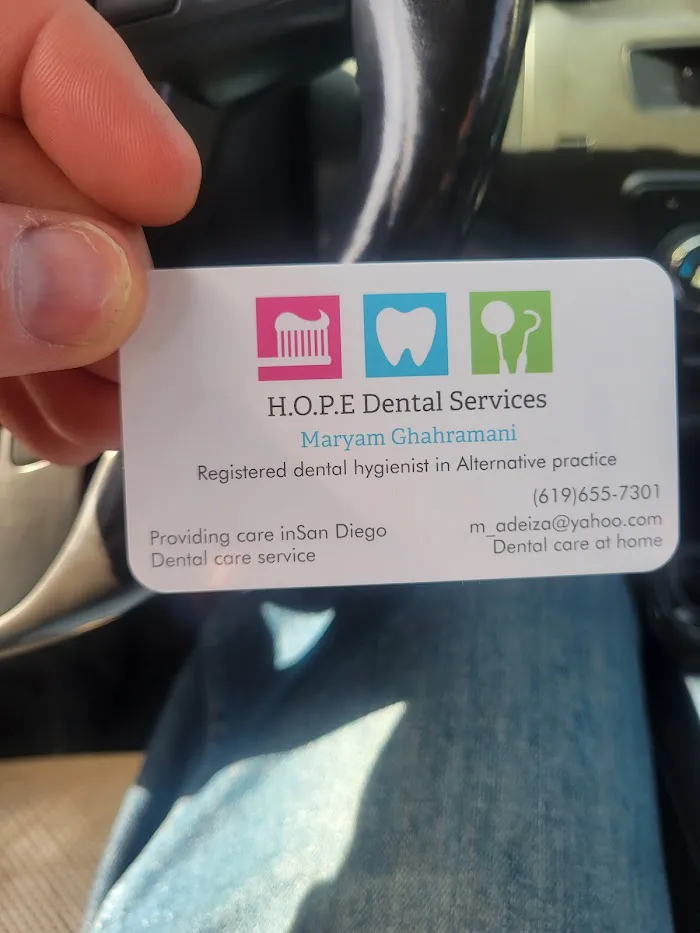 H.O.P.E Dental Services
Maryam Ghahramani
Registered dental hygienist in Alternative practice
(619)655-7301
Providing care inSan Diego
m_adeiza@yahoo.com
Dental care service
Dental care at home